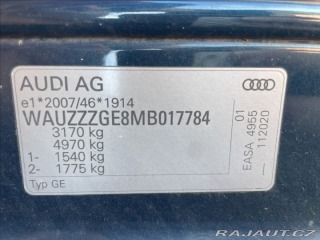 AUDI AG
e1*2007/46*1914
WAUZZZGE8MB017784
3170 kg
4970 kg
1- 1540 kg
2- 1775 kg
Typ GE
01
EASA 4955
112020
RAJAUT.CZ